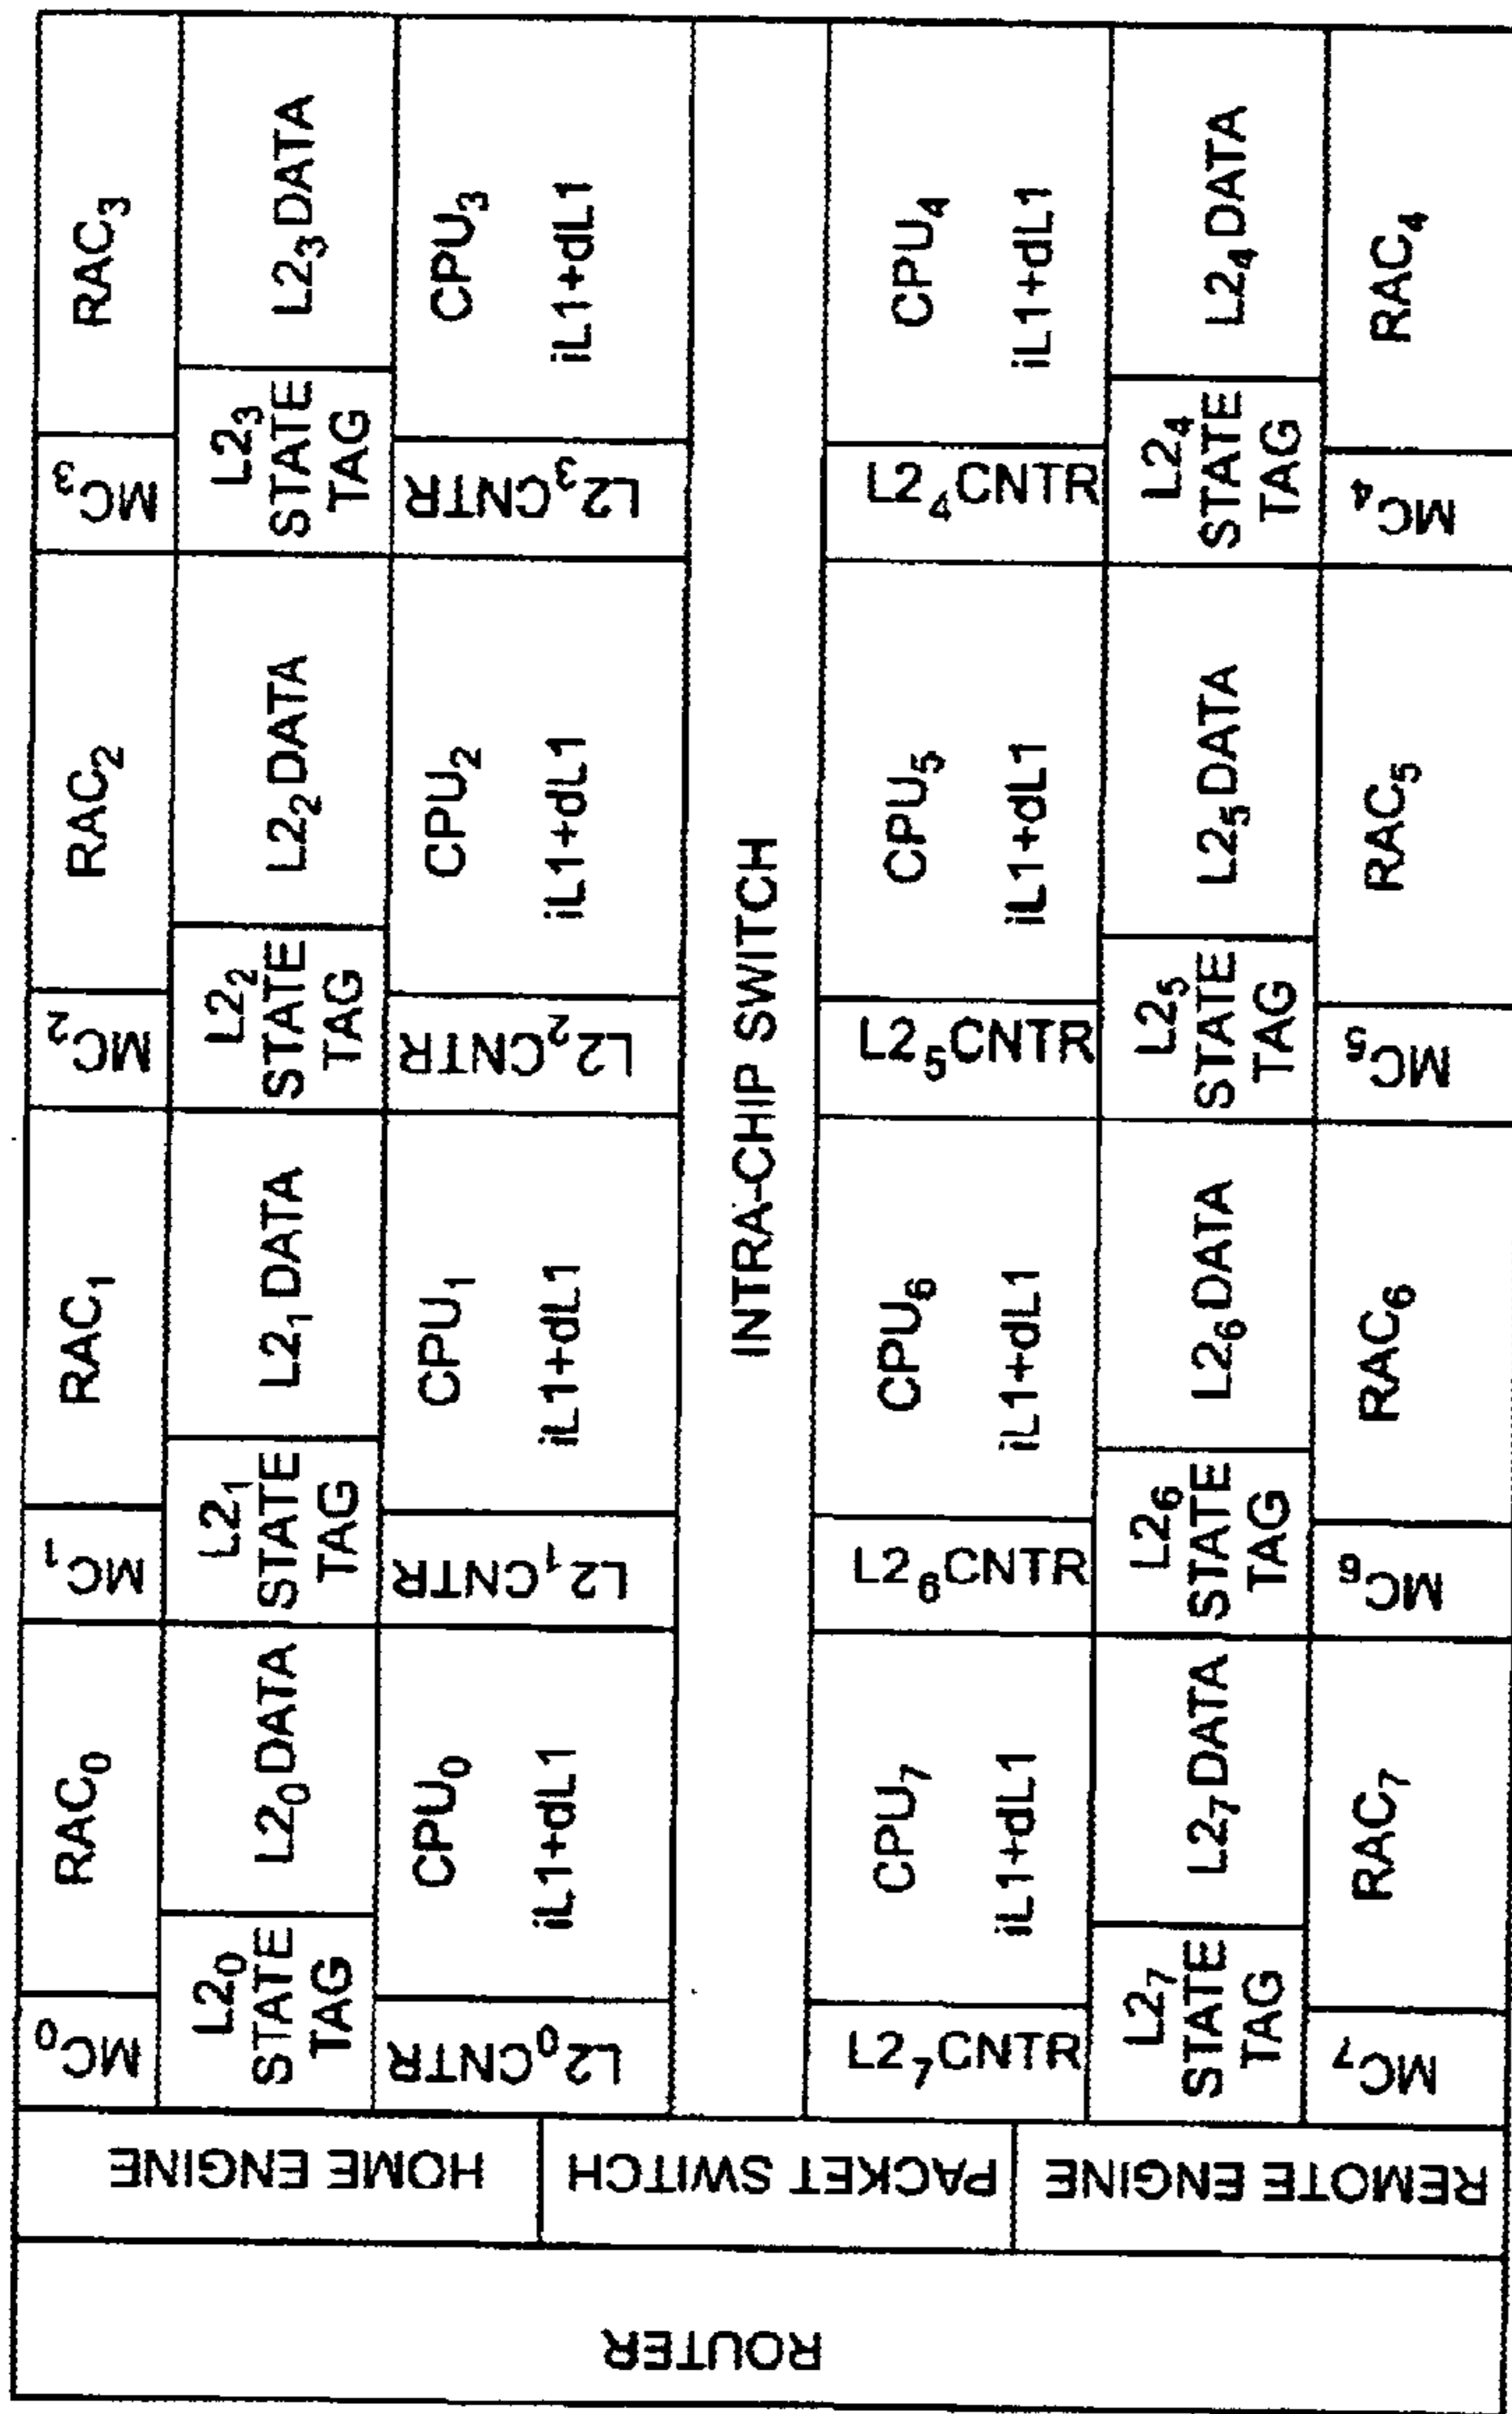 MC₀
RAC₀
MC₁
RAC₁
MC₂
RAC₂
MC₃
RAC₃
L2₀
STATE
TAG
L2₀DATA
L2₁
STATE
TAG
L2₁DATA
L2₂
STATE
TAG
L2₂DATA
L2₃
STATE
TAG
L2₃DATA
L2₀CNTR
CPU₀
iL1+dL1
L2₁CNTR
CPU₁
iL1+dL1
L2₂CNTR
CPU₂
iL1+dL1
L2₃CNTR
CPU₃
iL1+dL1
INTRA-CHIP SWITCH
L2₇CNTR
CPU₇
iL1+dL1
L2₆CNTR
CPU₆
iL1+dL1
L2₅CNTR
CPU₅
iL1+dL1
L2₄CNTR
CPU₄
iL1+dL1
L2₇
STATE
TAG
L2₇DATA
L2₆
STATE
TAG
L2₆DATA
L2₅
STATE
TAG
L2₅DATA
L2₄
STATE
TAG
L2₄DATA
MC₇
RAC₇
MC₆
RAC₆
MC₅
RAC₅
MC₄
RAC₄
HOME ENGINE
PACKET SWITCH
REMOTE ENGINE
ROUTER